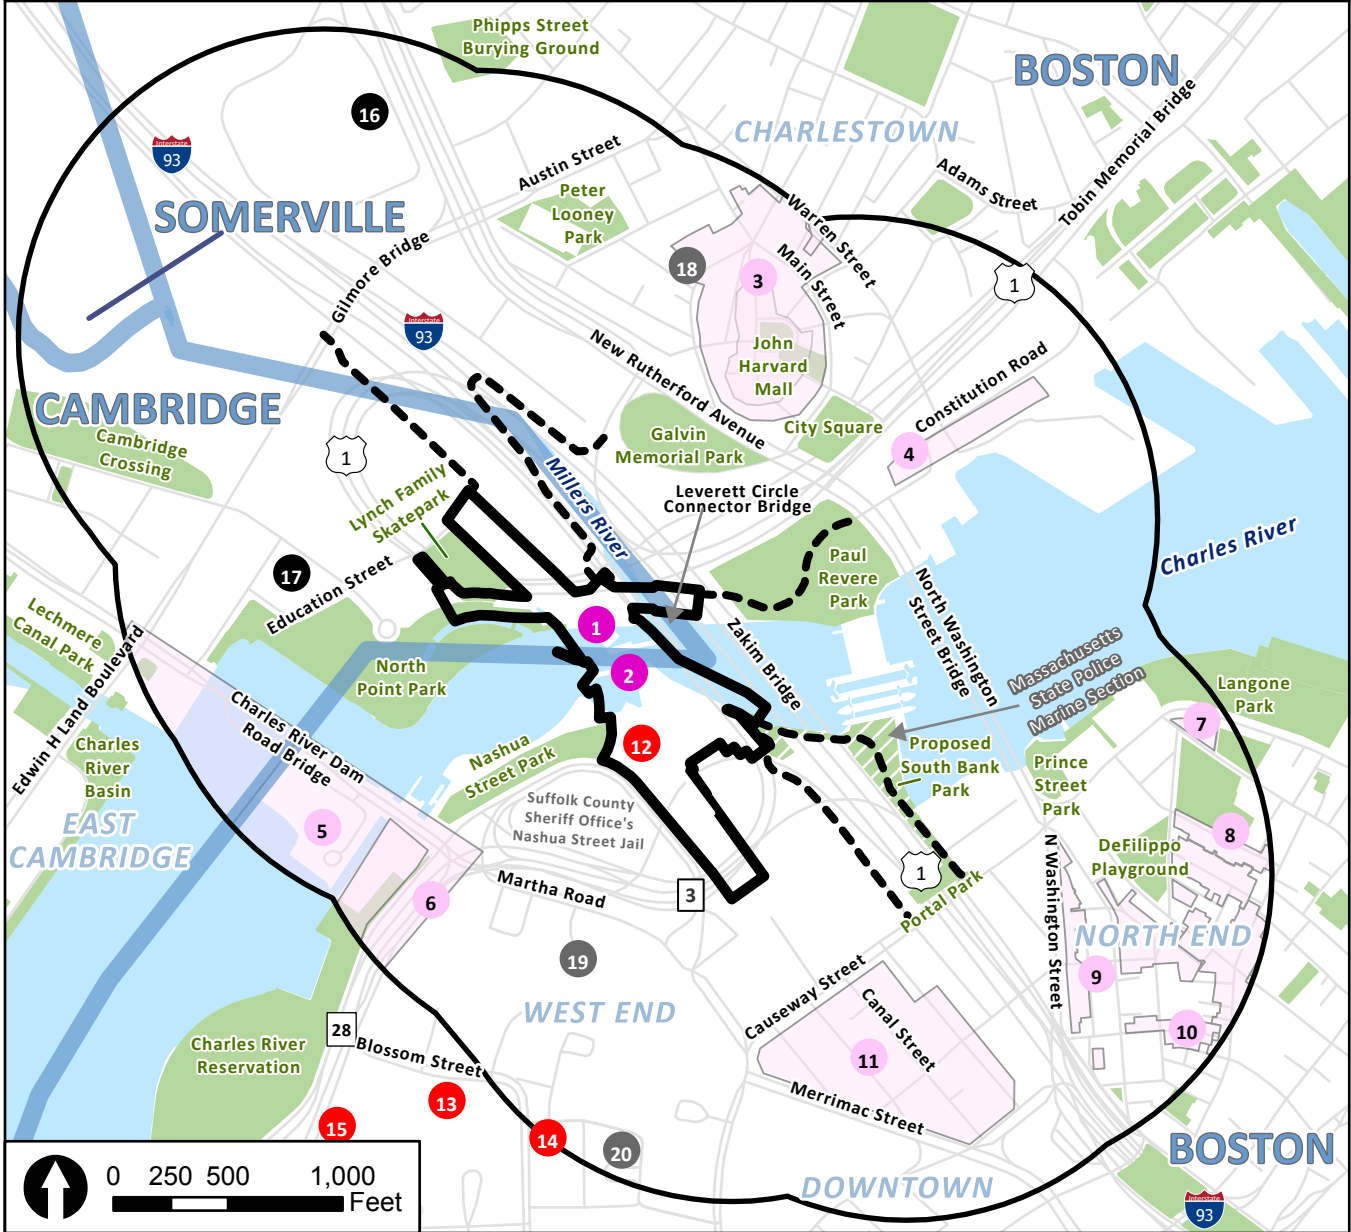 Phipps Street
Burying Ground
BOSTON
16
CHARLESTOWN
Interstate
93
Austin Street
Tobin Memorial Bridge
Adams Street
Peter
Looney
Park
SOMERVILLE
Warren Street
Gilmore Bridge
18
3
Main Street
1
Interstate
93
New Rutherford Avenue
John
Harvard
Mall
Constitution Road
CAMBRIDGE
Cambridge
Crossing
1
Galvin
Memorial Park
City Square
4
Millers River
Lynch Family
Skatepark
Leverett Circle
Connector Bridge
Charles River
Paul
Revere
Park
17
Education Street
North Washington
Street Bridge
Lechmere
Canal Park
1
Zakim Bridge
Massachusetts
State Police
Marine Section
Edwin H Land Boulevard
North
Point Park
2
Langone
Park
Charles River Dam
Road Bridge
7
Charles
River
Basin
Nashua
Street Park
12
Proposed
South Bank
Park
Prince
Street
Park
EAST
CAMBRIDGE
5
Suffolk County
Sheriff Office's
Nashua Street Jail
8
DeFilippo
Playground
N Washington Street
1
Martha Road
3
6
Portal Park
NORTH END
19
9
Causeway Street
Canal Street
WEST END
28
Blossom Street
10
Charles River
Reservation
11
Merrimac Street
13
15
14
20
BOSTON
DOWNTOWN
Interstate
93
0 250 500 1,000
Feet